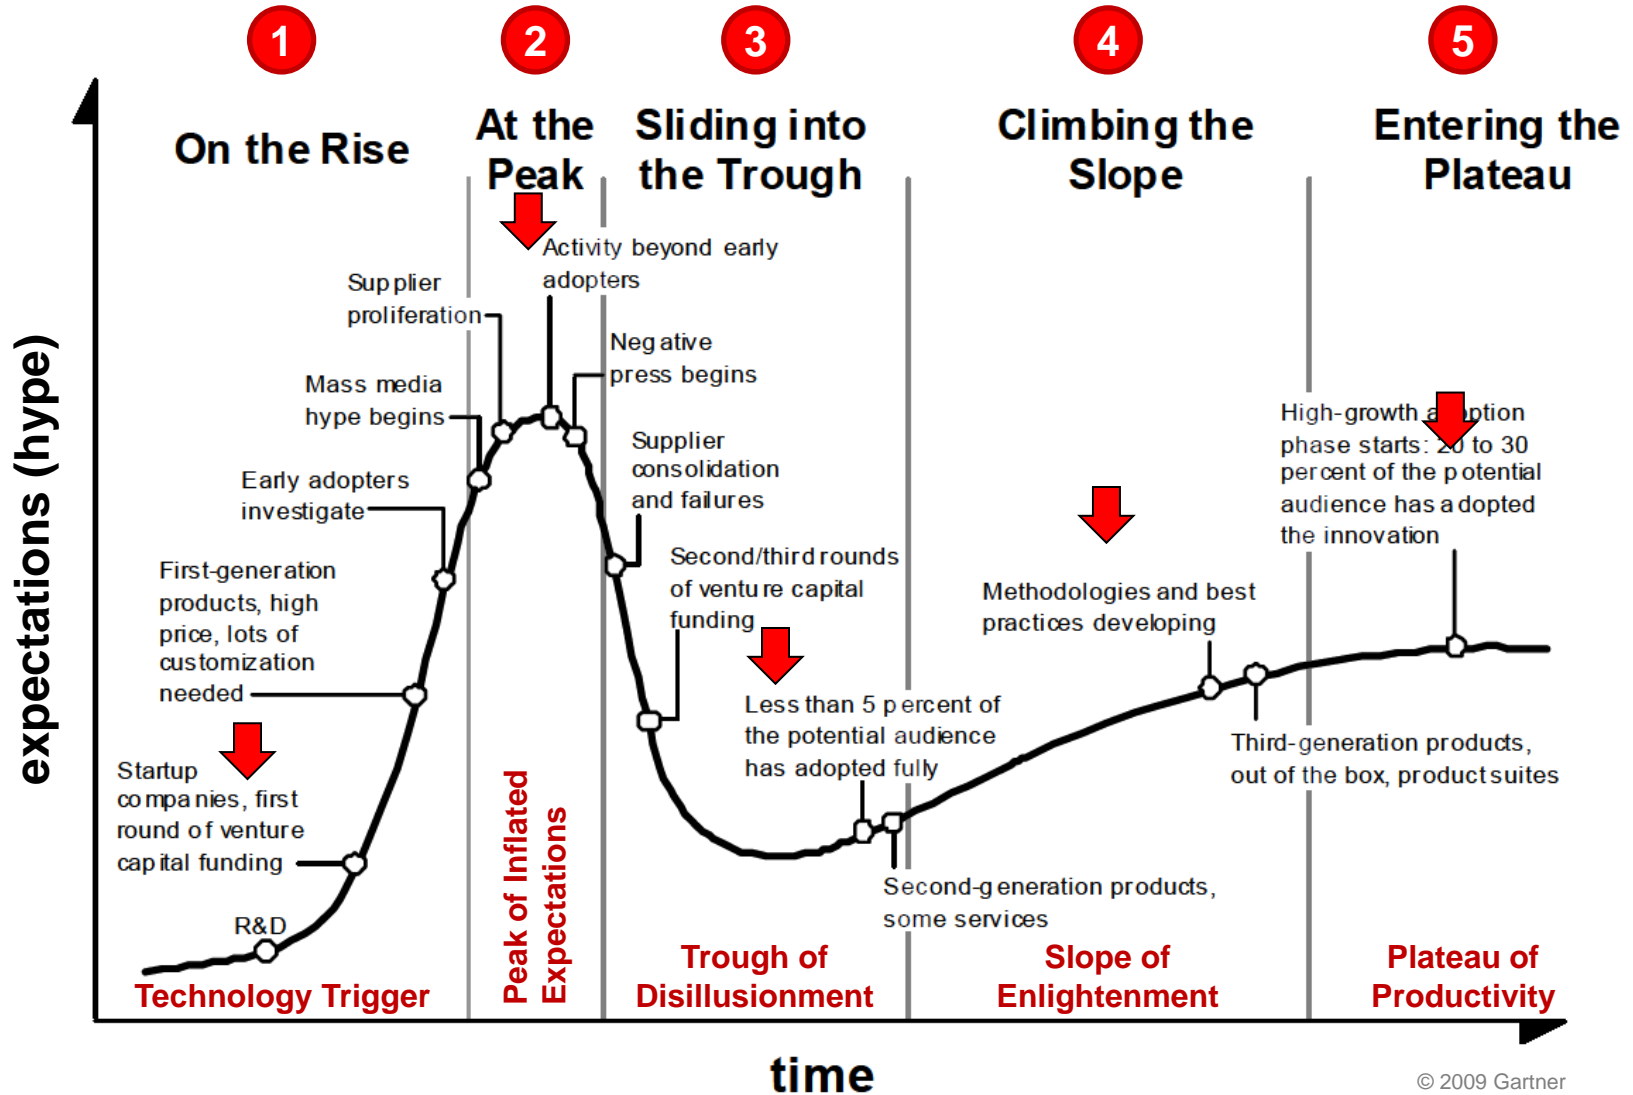 1
2
3
4
5
On the Rise
At the
Peak
Sliding into
the Trough
Climbing the
Slope
Entering the
Plateau
expectations (hype)
Activity beyond early
adopters
Supplier
proliferation
Negative
press begins
Mass media
hype begins
Supplier
consolidation
and failures
Early adopters
investigate
First-generation
products, high
price, lots of
customization
needed
Second/third rounds
of venture capital
funding
Startup
companies, first
round of venture
capital funding
R&D
Less than 5 percent of
the potential audience
has adopted fully
Second-generation products,
some services
Methodologies and best
practices developing
Third-generation products,
out of the box, product suites
High-growth adoption
phase starts: 20 to 30
percent of the potential
audience has adopted
the innovation
Technology Trigger
Peak of Inflated
Expectations
Trough of
Disillusionment
Slope of
Enlightenment
Plateau of
Productivity
time
© 2009 Gartner